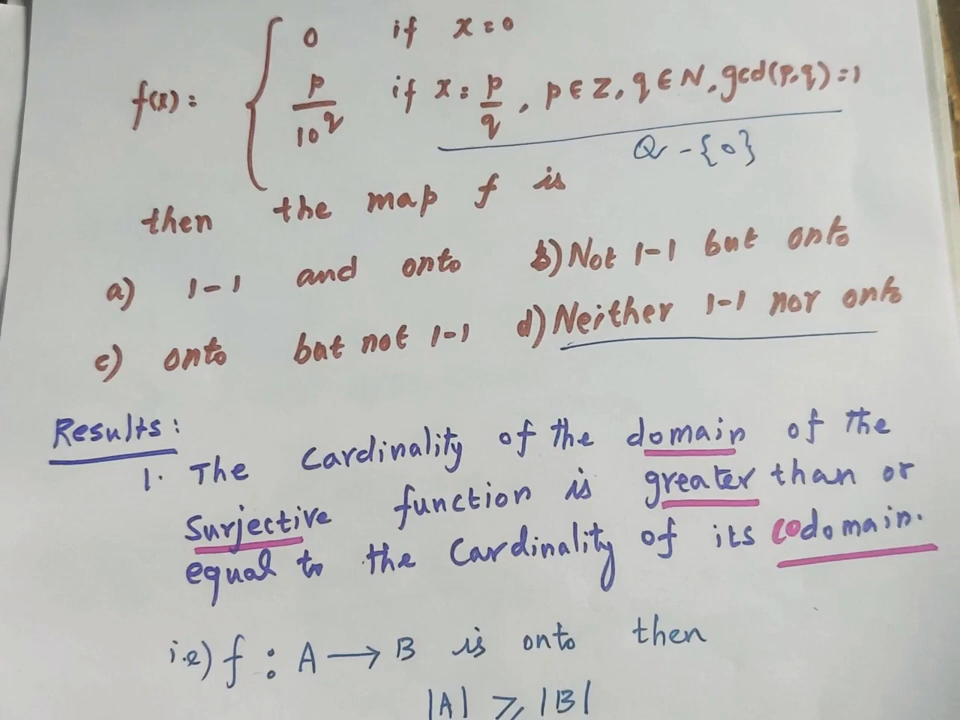 0 if x = 0
f(x) = { p/10^q if x = p/q, p ∈ Z, q ∈ N, gcd(p,q) = 1
Q - {0}
then the map f is
a) 1-1 and onto b) Not 1-1 but onto
c) onto but not 1-1 d) Neither 1-1 nor onto
Results:
1. The Cardinality of the domain of the
Surjective function is greater than or
equal to the Cardinality of its codomain.
i.e) f : A → B is onto then
|A| ≥ |B|